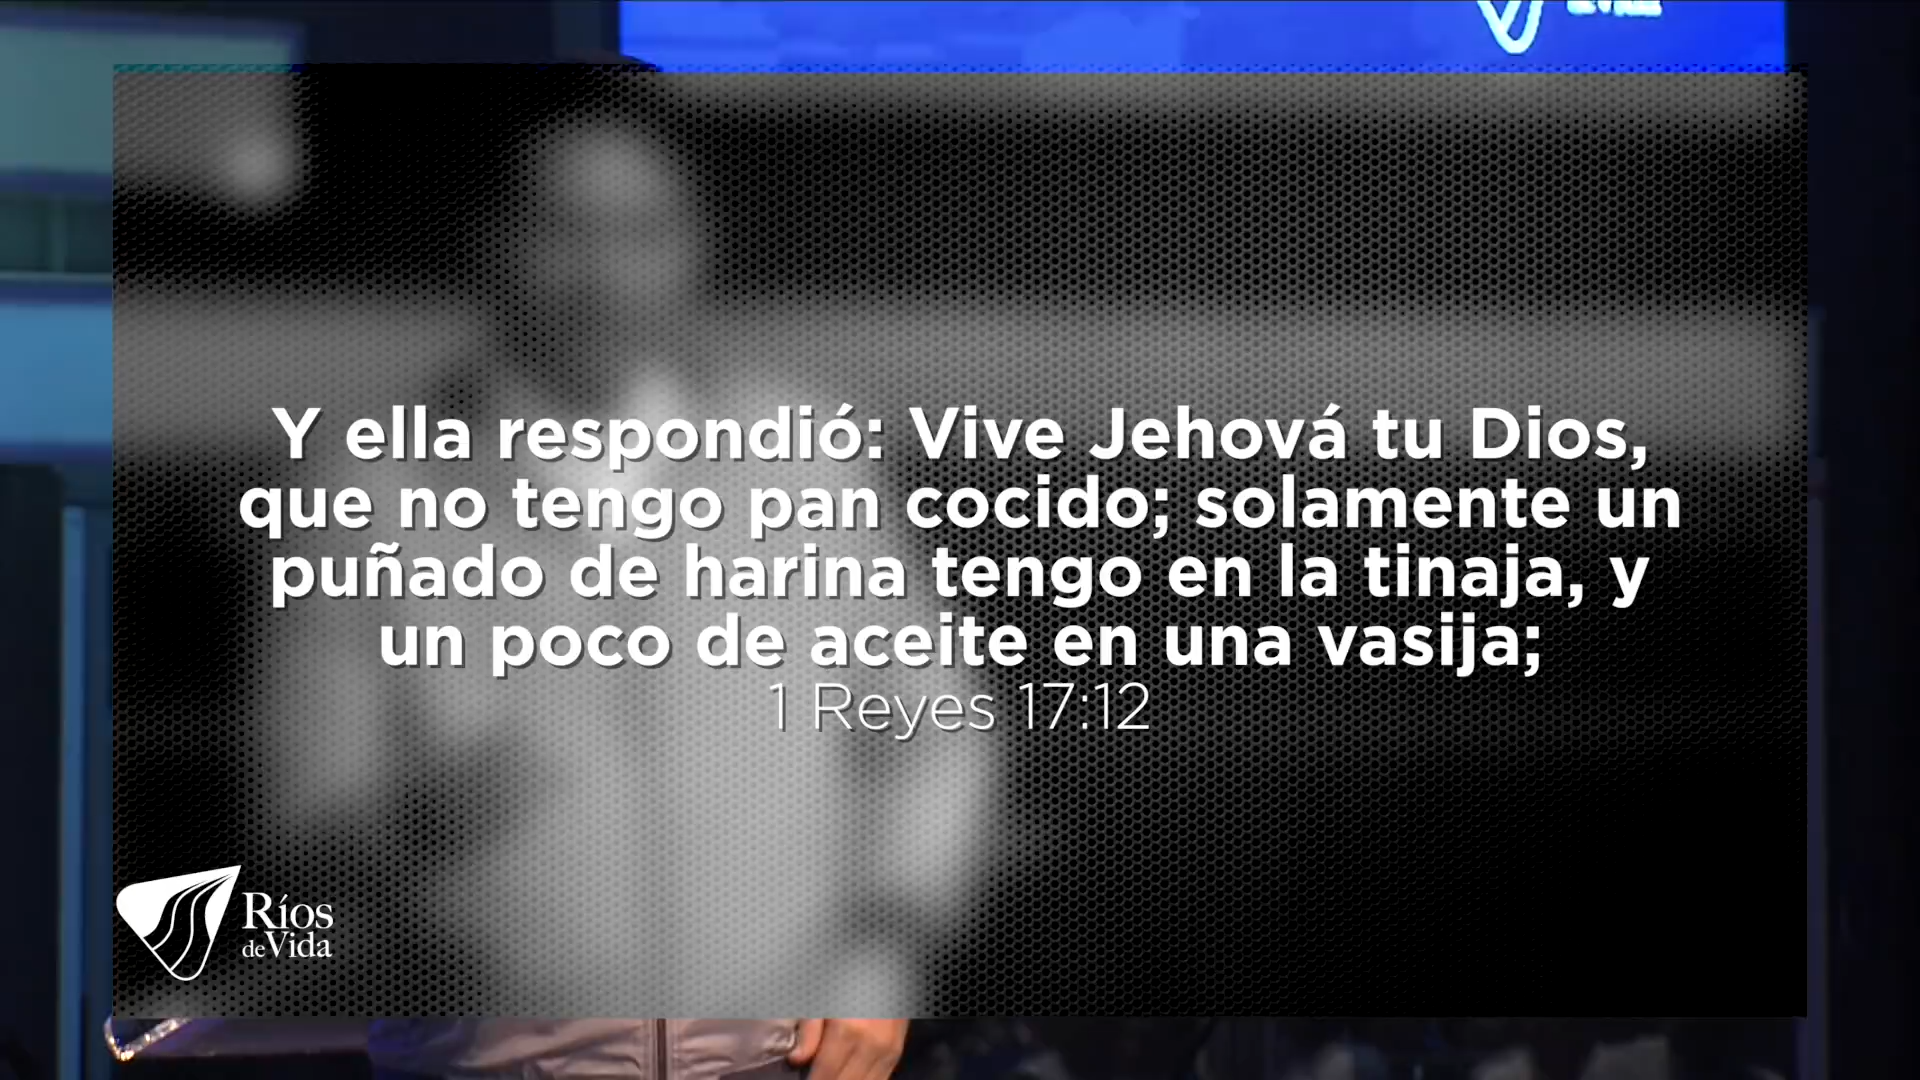 Y ella respondió: Vive Jehová tu Dios,
que no tengo pan cocido; solamente un
puñado de harina tengo en la tinaja, y
un poco de aceite en una vasija;
1 Reyes 17:12
Ríos
de Vida